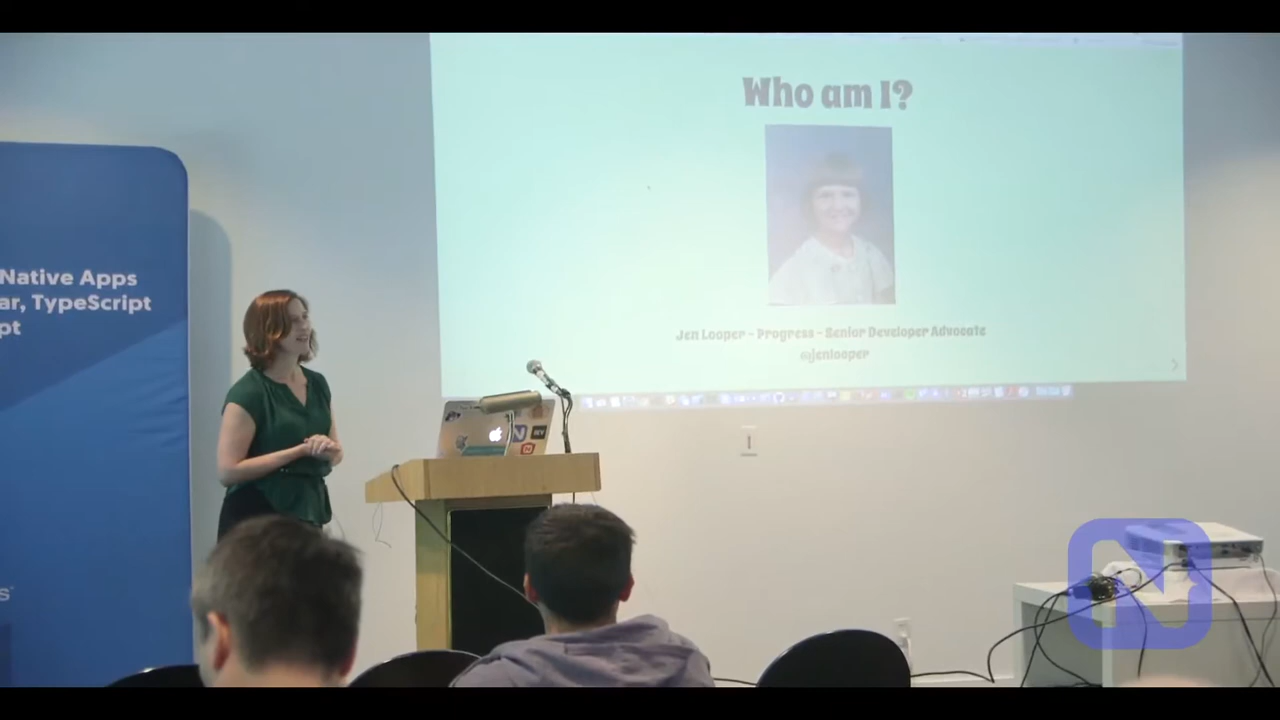 Who am I?
Jen Looper - Progress - Senior Developer Advocate
@jenlooper
Native Apps
ar, TypeScript
pt